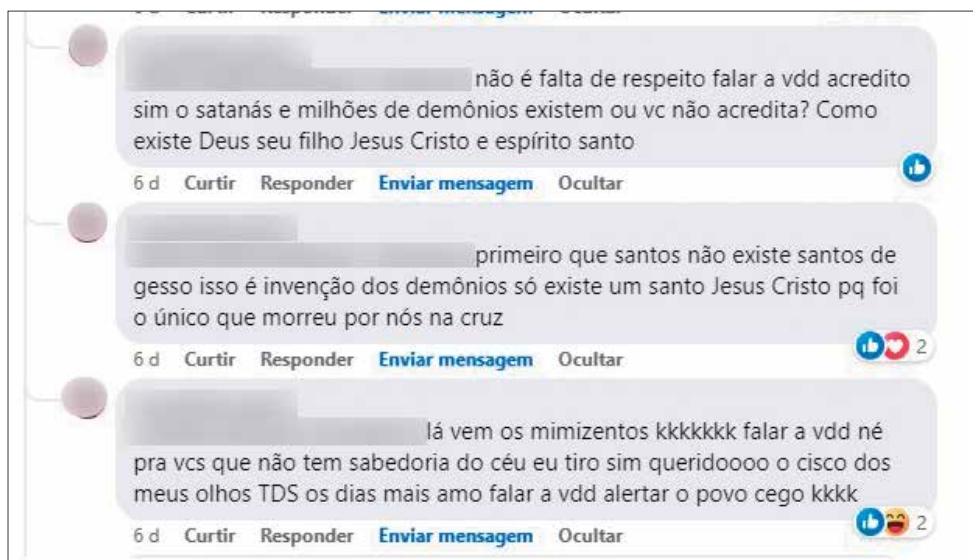 não é falta de respeito falar a vdd acredito
sim o satanás e milhões de demônios existem ou vc não acredita? Como
existe Deus seu filho Jesus Cristo e espírito santo
6 d Curtir Responder Enviar mensagem Ocultar
primeiro que santos não existe santos de
gesso isso é invenção dos demônios só existe um santo Jesus Cristo pq foi
o único que morreu por nós na cruz
2
6 d Curtir Responder Enviar mensagem Ocultar
lá vem os mimizentos kkkkkkk falar a vdd né
pra vcs que não tem sabedoria do céu eu tiro sim queridoooo o cisco dos
meus olhos TDS os dias mais amo falar a vdd alertar o povo cego kkkk
2
6 d Curtir Responder Enviar mensagem Ocultar